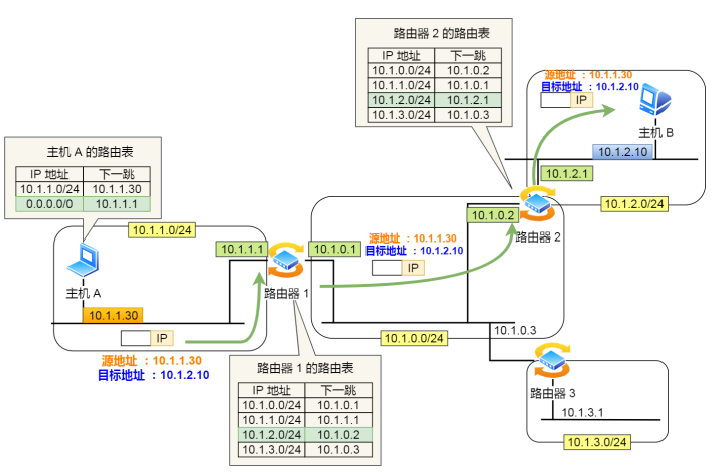 路由器 2 的路由表
IP 地址 下一跳
10.1.0.0/24 10.1.0.2
10.1.1.0/24 10.1.0.1
10.1.2.0/24 10.1.2.1
10.1.3.0/24 10.1.0.3
源地址 ：10.1.1.30
目标地址 ：10.1.2.10
IP
主机 B
10.1.2.10
10.1.2.1
10.1.2.0/24
主机 A 的路由表
IP 地址 下一跳
10.1.1.0/24 10.1.1.30
0.0.0.0/0 10.1.1.1
10.1.1.0/24
10.1.1.1
10.1.0.1
10.1.0.2
路由器 2
源地址 ：10.1.1.30
目标地址 ：10.1.2.10
IP
主机 A
路由器 1
10.1.1.30
IP
10.1.0.0/24
10.1.0.3
源地址 ：10.1.1.30
目标地址 ：10.1.2.10
路由器 1 的路由表
IP 地址 下一跳
10.1.0.0/24 10.1.0.1
10.1.1.0/24 10.1.1.1
10.1.2.0/24 10.1.0.2
10.1.3.0/24 10.1.0.3
路由器 3
10.1.3.1
10.1.3.0/24